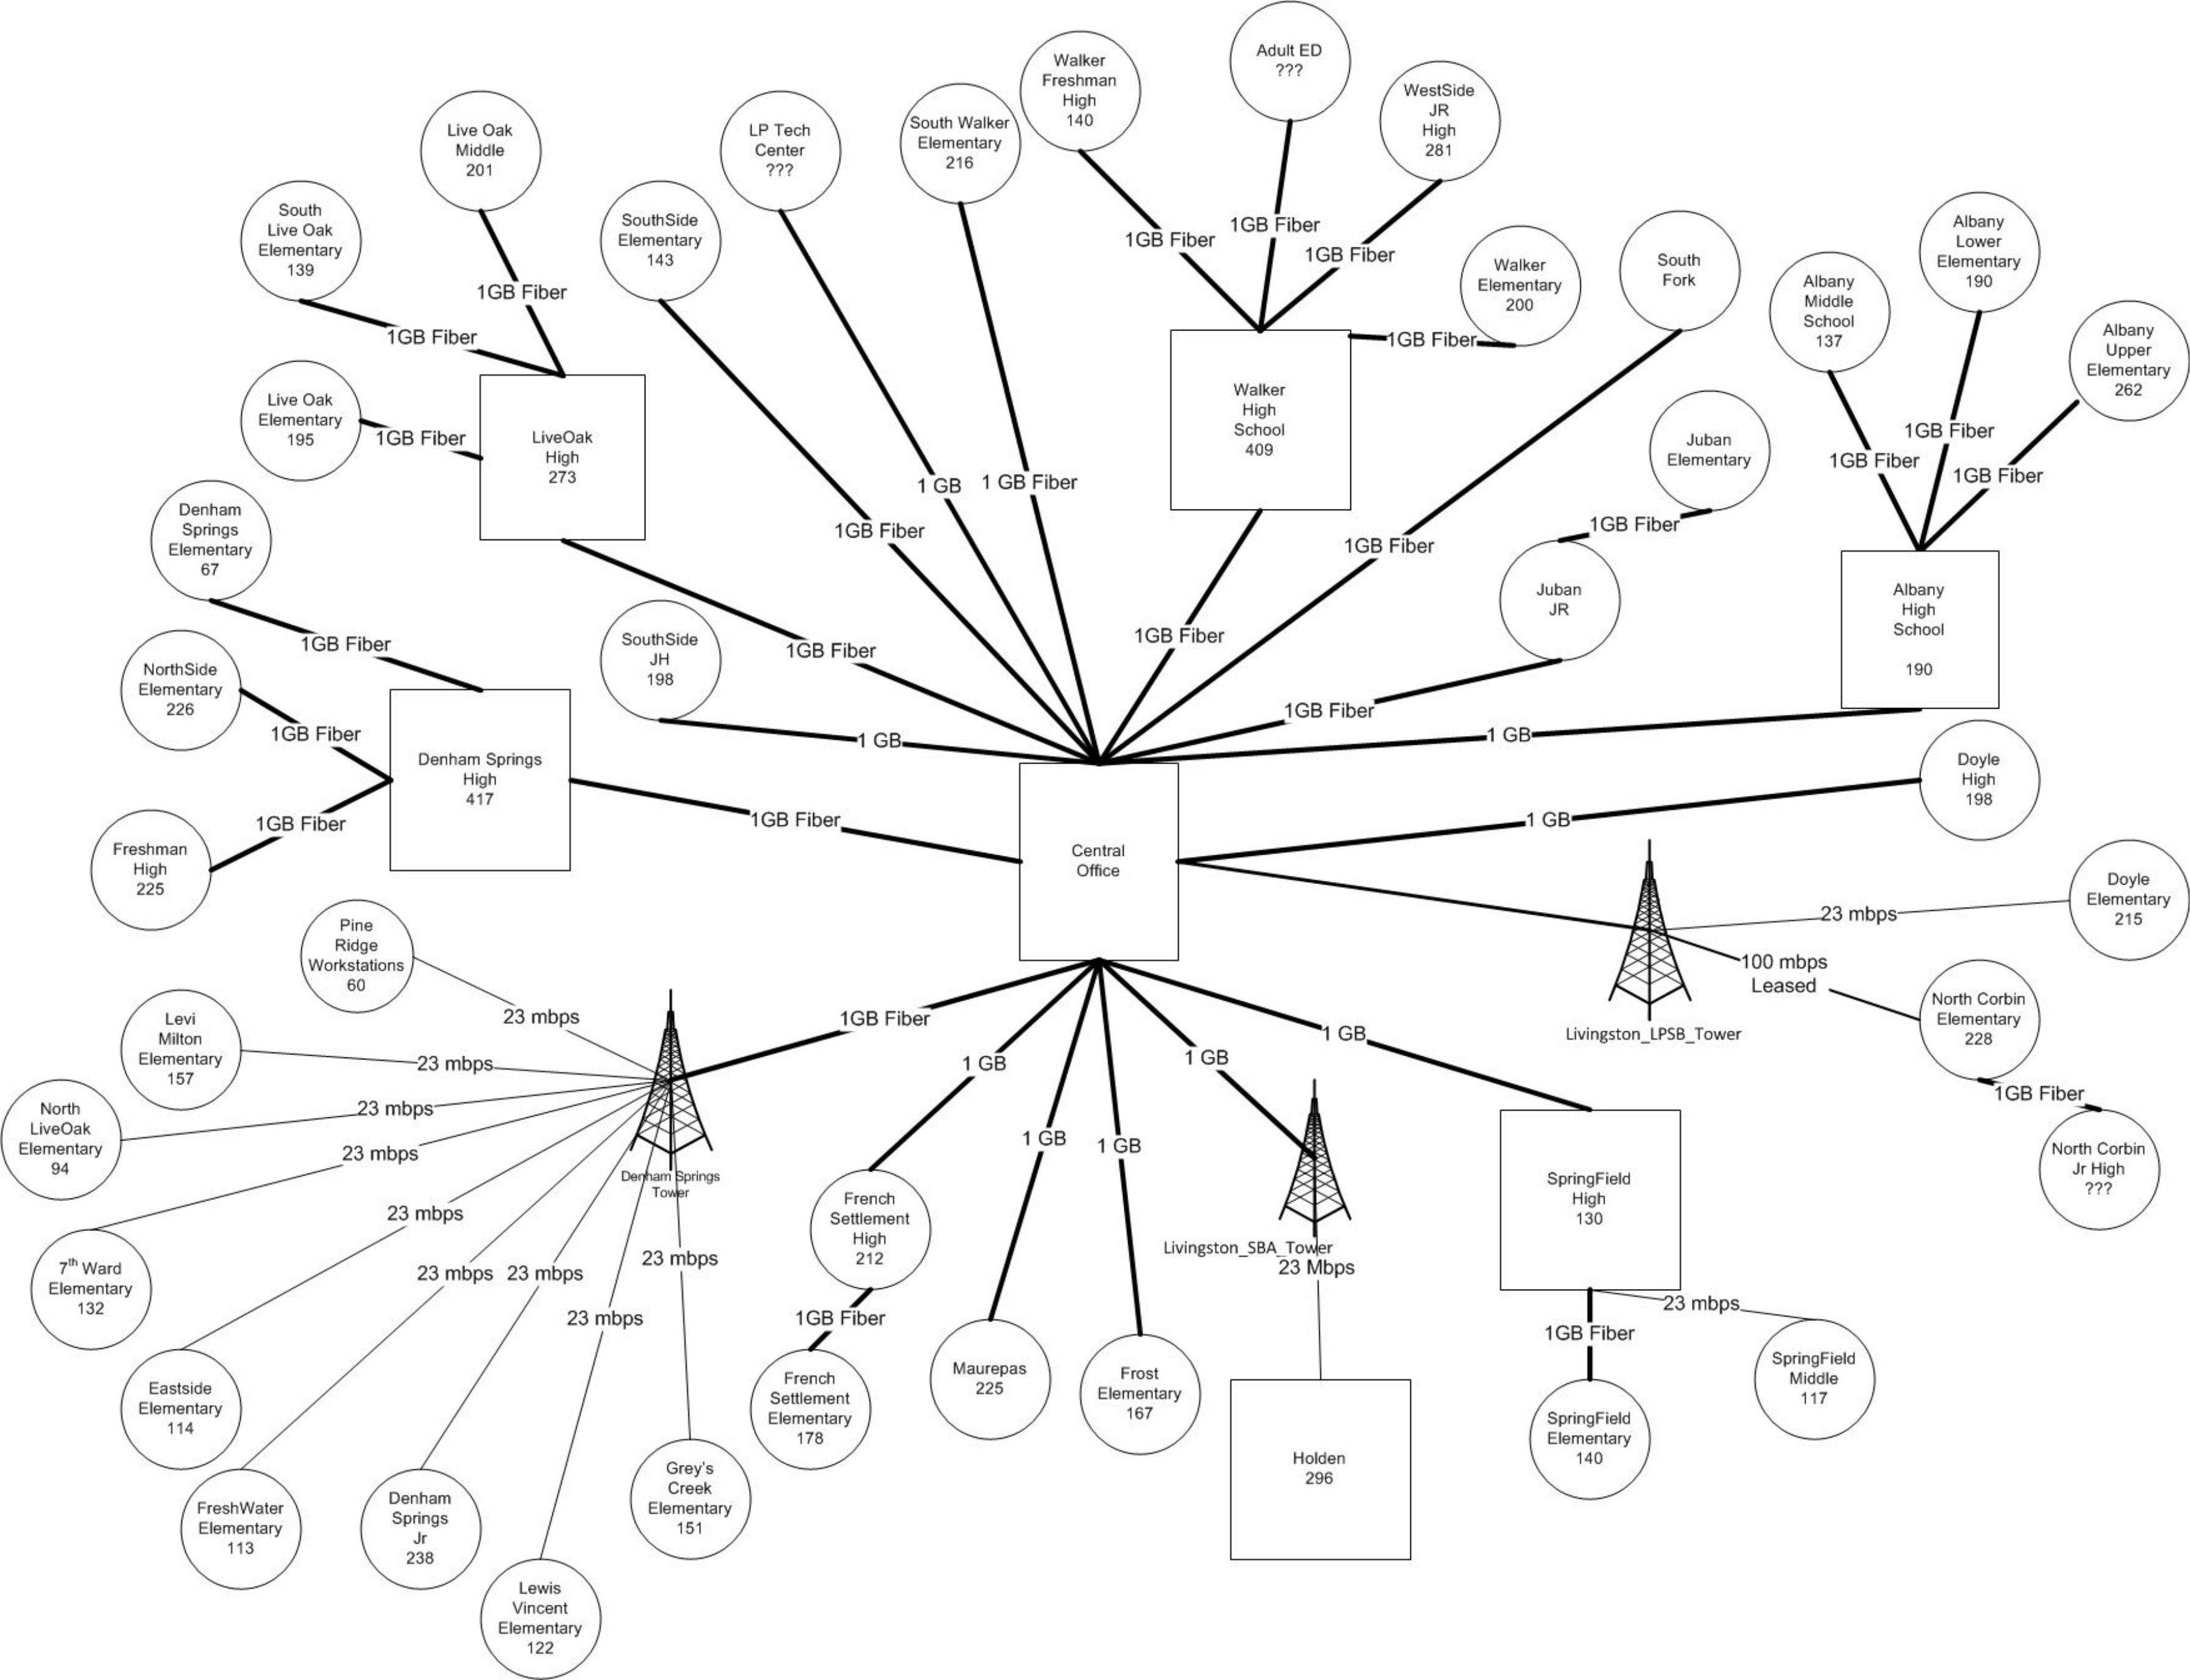 Adult ED
???
Walker
Freshman
High
140
WestSide
JR
High
281
Live Oak
Middle
201
LP Tech
Center
???
South Walker
Elementary
216
South
Live Oak
Elementary
139
SouthSide
Elementary
143
1GB Fiber
1GB Fiber
1GB Fiber
Walker
Elementary
200
South
Fork
Albany
Middle
School
137
Albany
Lower
Elementary
190
Albany
Upper
Elementary
262
1GB Fiber
1GB Fiber
1GB Fiber
Live Oak
Elementary
195
1GB Fiber
LiveOak
High
273
Walker
High
School
409
Juban
Elementary
1GB Fiber
1GB Fiber
1GB Fiber
1 GB
1 GB Fiber
1GB Fiber
1GB Fiber
1GB Fiber
Denham
Springs
Elementary
67
Juban
JR
Albany
High
School
190
1GB Fiber
1GB Fiber
1GB Fiber
NorthSide
Elementary
226
SouthSide
JH
198
1GB Fiber
1GB Fiber
1 GB
1 GB
Denham Springs
High
417
Doyle
High
198
1GB Fiber
1GB Fiber
1 GB
Freshman
High
225
Central
Office
Doyle
Elementary
215
23 mbps
Pine
Ridge
Workstations
60
100 mbps
Leased
North Corbin
Elementary
228
Livingston_LPSB_Tower
23 mbps
1GB Fiber
1 GB
Levi
Milton
Elementary
157
23 mbps
1 GB
1 GB
1GB Fiber
North
LiveOak
Elementary
94
23 mbps
23 mbps
1 GB
1 GB
North Corbin
Jr High
???
Denham Springs
Tower
23 mbps
French
Settlement
High
212
SpringField
High
130
Livingston_SBA_Tower
23 Mbps
7th Ward
Elementary
132
23 mbps
23 mbps
23 mbps
23 mbps
1GB Fiber
1GB Fiber
23 mbps
Eastside
Elementary
114
French
Settlement
Elementary
178
Maurepas
225
Frost
Elementary
167
SpringField
Middle
117
Holden
296
SpringField
Elementary
140
FreshWater
Elementary
113
Denham
Springs
Jr
238
Grey's
Creek
Elementary
151
Lewis
Vincent
Elementary
122